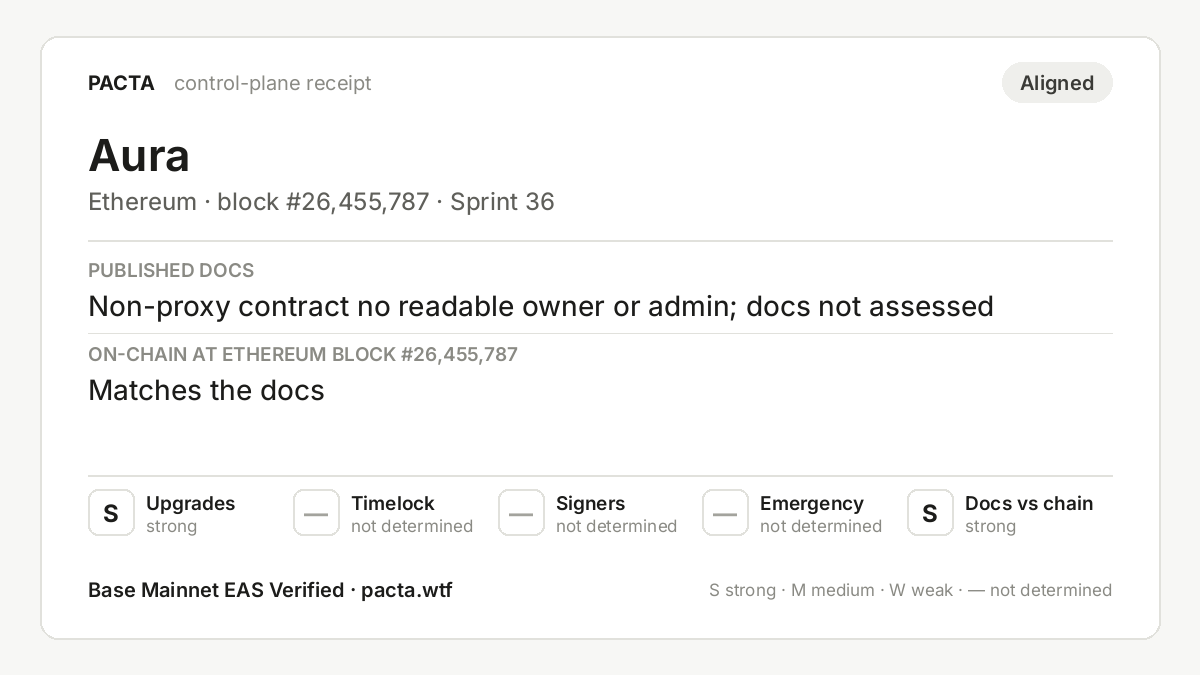 PACTA control-plane receipt
Aligned
Aura
Ethereum · block #26,455,787 · Sprint 36
PUBLISHED DOCS
Non-proxy contract no readable owner or admin; docs not assessed
ON-CHAIN AT ETHEREUM BLOCK #26,455,787
Matches the docs
S Upgrades
strong
— Timelock
not determined
— Signers
not determined
— Emergency
not determined
S Docs vs chain
strong
Base Mainnet EAS Verified · pacta.wtf
S strong · M medium · W weak · — not determined